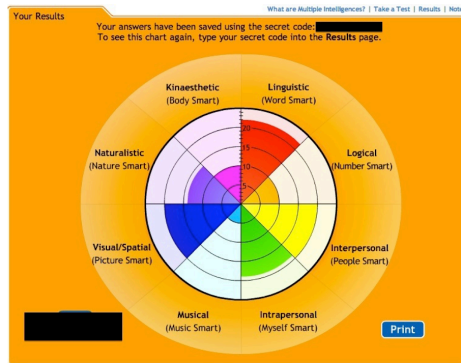 What are Multiple Intelligences? | Take a Test | Results |
Your Results
Your answers have been saved using the secret code:
To see this chart again, type your secret code into the Results page.
Kinaesthetic
(Body Smart)
Linguistic
(Word Smart)
Naturalistic
(Nature Smart)
Logical
(Number Smart)
20
15
10
5
Visual/Spatial
(Picture Smart)
Interpersonal
(People Smart)
Musical
(Music Smart)
Intrapersonal
(Myself Smart)
Print